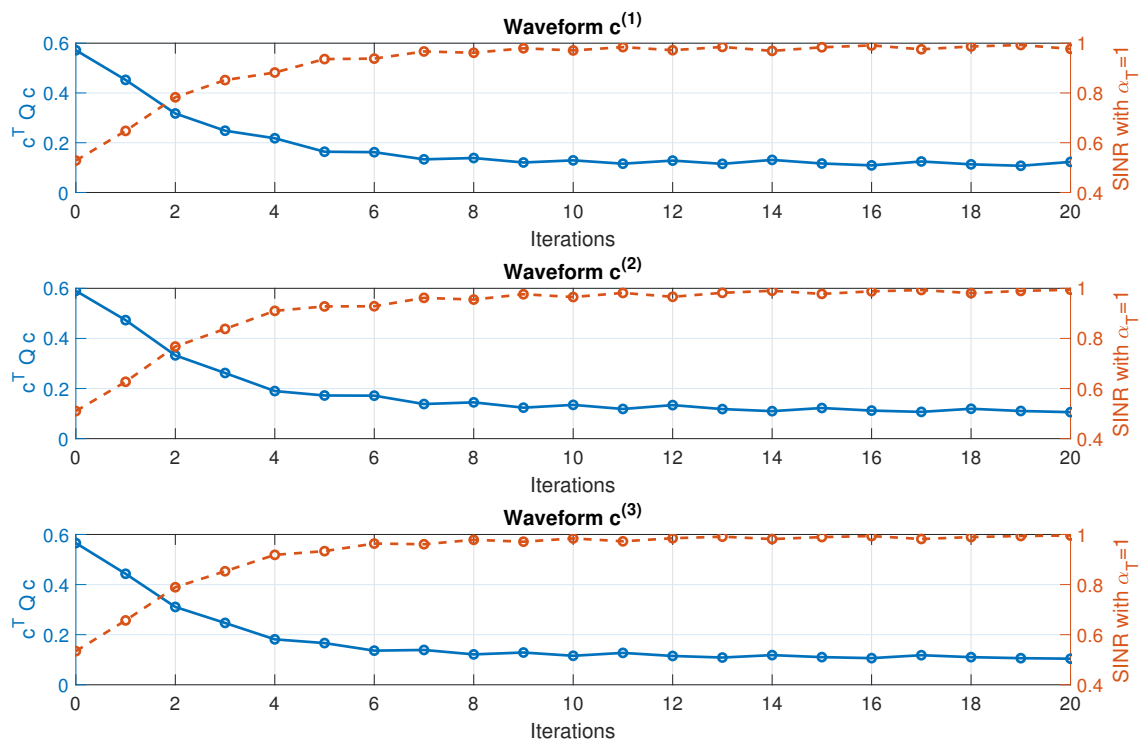 Waveform c^(1)
0.6
0.4
0.2
0
c^T Q c
1
0.8
0.6
0.4
SINR with α_T=1
0 2 4 6 8 10 12 14 16 18 20
Iterations
Waveform c^(2)
0.6
0.4
0.2
0
c^T Q c
1
0.8
0.6
0.4
SINR with α_T=1
0 2 4 6 8 10 12 14 16 18 20
Iterations
Waveform c^(3)
0.6
0.4
0.2
0
c^T Q c
1
0.8
0.6
0.4
SINR with α_T=1
0 2 4 6 8 10 12 14 16 18 20
Iterations